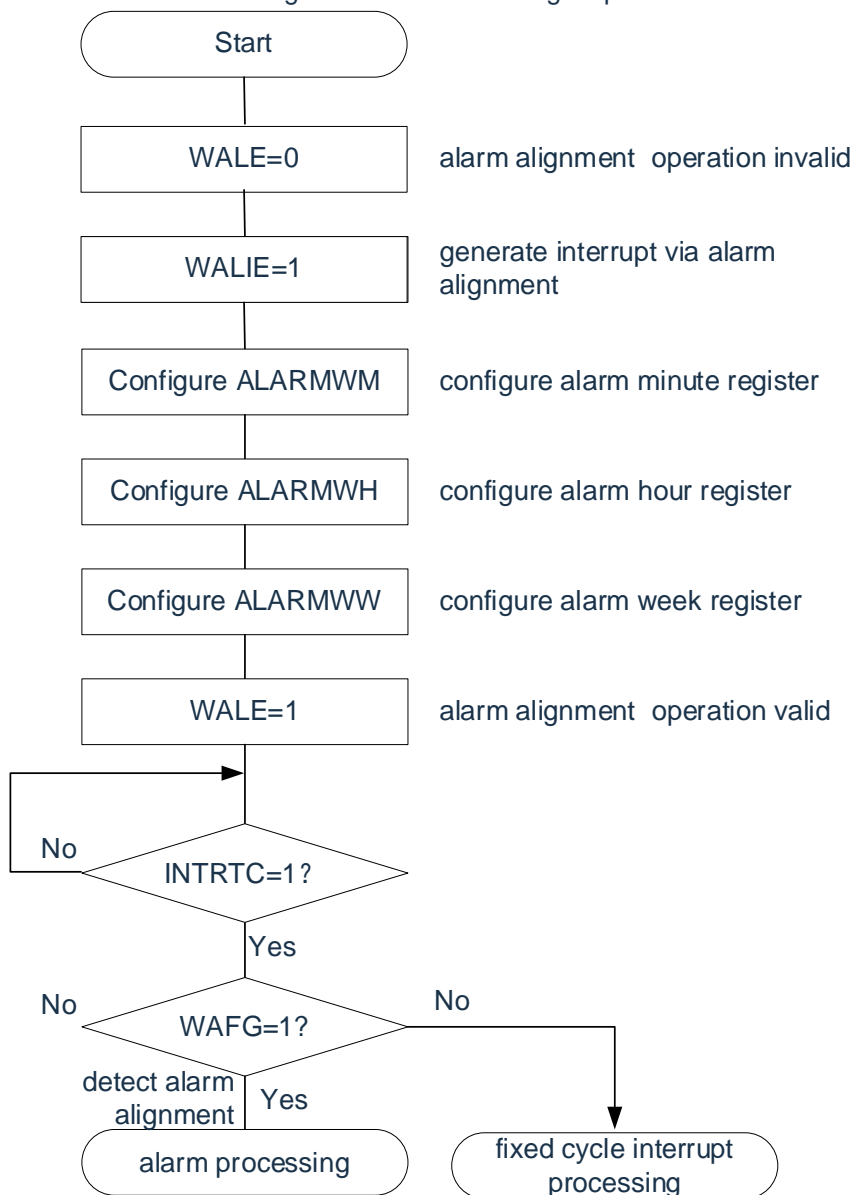 Start
WALE=0
alarm alignment operation invalid
WALIE=1
generate interrupt via alarm
alignment
Configure ALARMWM
configure alarm minute register
Configure ALARMWH
configure alarm hour register
Configure ALARMWW
configure alarm week register
WALE=1
alarm alignment operation valid
No
INTRTC=1?
Yes
No
WAFG=1?
No
detect alarm
alignment
Yes
alarm processing
fixed cycle interrupt
processing